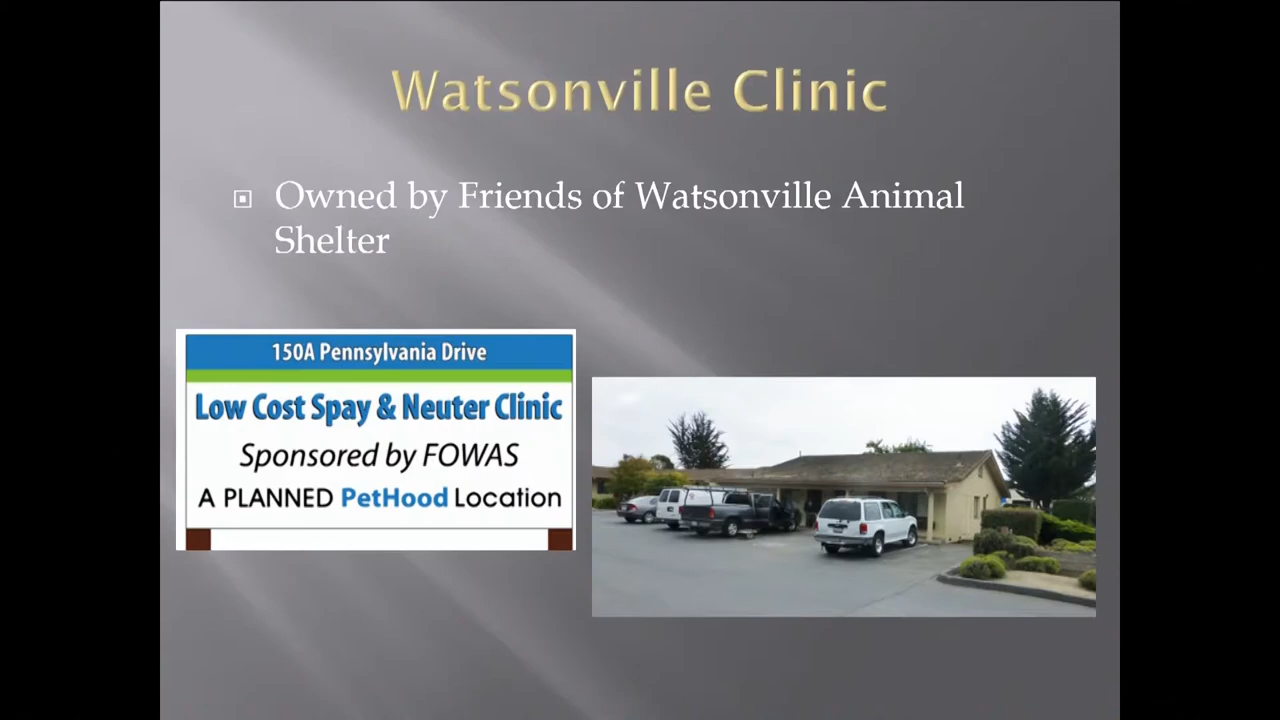 Watsonville Clinic
Owned by Friends of Watsonville Animal
Shelter
150A Pennsylvania Drive
Low Cost Spay & Neuter Clinic
Sponsored by FOWAS
A PLANNED PetHood Location